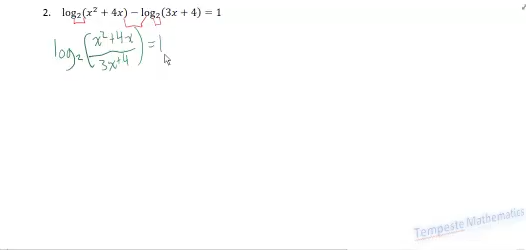 2. log₂(x² + 4x) − log₂(3x + 4) = 1
log₂(x²+4x / 3x+4) = 1
Tempeste Mathematics